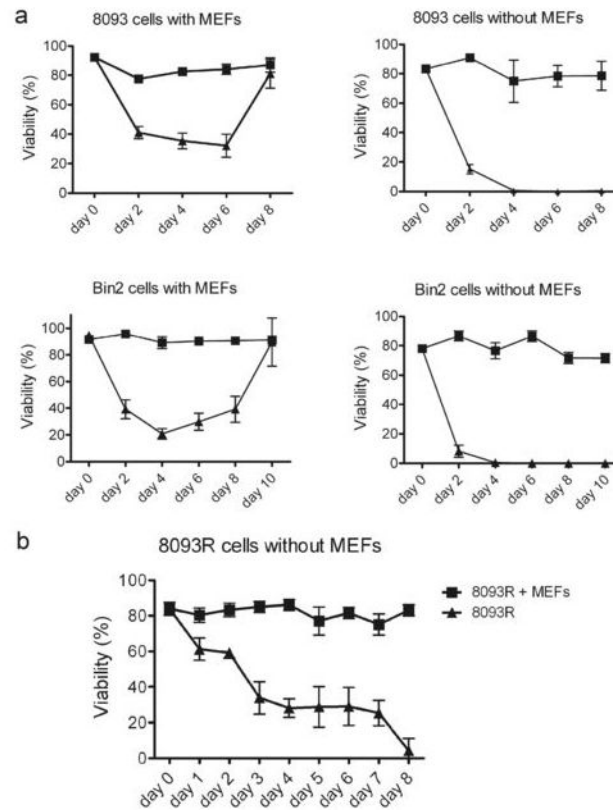 a
8093 cells with MEFs
Viability (%)
100
80
60
40
20
0
day 0
day 2
day 4
day 6
day 8
8093 cells without MEFs
Viability (%)
100
80
60
40
20
0
day 0
day 2
day 4
day 6
day 8
Bin2 cells with MEFs
Viability (%)
100
80
60
40
20
0
day 0
day 2
day 4
day 6
day 8
day 10
Bin2 cells without MEFs
Viability (%)
100
80
60
40
20
0
day 0
day 2
day 4
day 6
day 8
day 10
b
8093R cells without MEFs
Viability (%)
100
80
60
40
20
0
day 0
day 1
day 2
day 3
day 4
day 5
day 6
day 7
day 8
8093R + MEFs
8093R